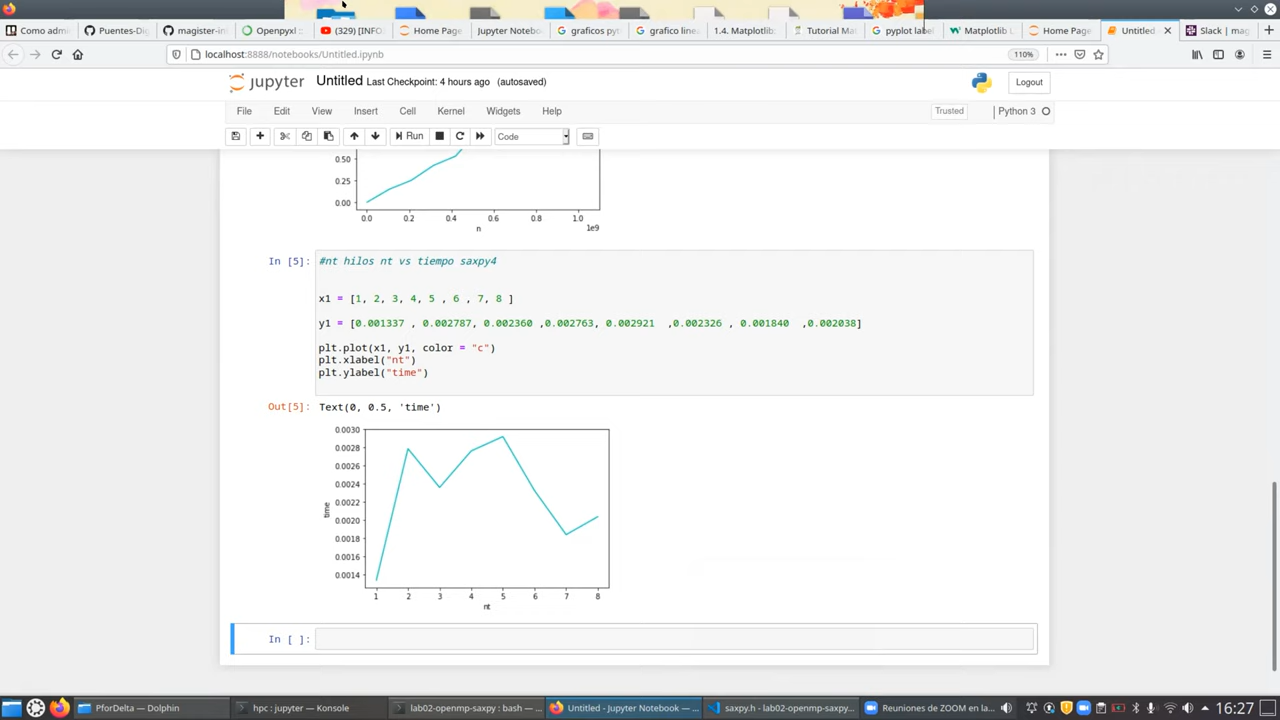 Como admi
Puentes-Dig
magister-in
Openpyxl
(329) [INFO
Home Page
Jupyter Note
graficos pyt
grafico linea
1.4. Matplotlib:
Tutorial Mat
pyplot label
Matplotlib L
Home Page
Untitled
Slack | mag
localhost:8888/notebooks/Untitled.ipynb
110%
jupyter Untitled Last Checkpoint: 4 hours ago (autosaved)
Logout
File Edit View Insert Cell Kernel Widgets Help
Trusted
Python 3
Run
Code
0.50
0.25
0.00
0.0 0.2 0.4 0.6 0.8 1.0
n
1e9
In [5]:
#nt hilos nt vs tiempo saxpy4
x1 = [1, 2, 3, 4, 5 , 6 , 7, 8 ]
y1 = [0.001337 , 0.002787, 0.002360 ,0.002763, 0.002921 ,0.002326 , 0.001840 ,0.002038]
plt.plot(x1, y1, color = "c")
plt.xlabel("nt")
plt.ylabel("time")
Out[5]: Text(0, 0.5, 'time')
0.0030
0.0028
0.0026
0.0024
0.0022
0.0020
0.0018
0.0016
0.0014
time
1 2 3 4 5 6 7 8
nt
In [ ]:
PforDelta — Dolphin
hpc : jupyter — Konsole
lab02-openmp-saxpy : bash — ...
Untitled - Jupyter Notebook — ...
saxpy.h - lab02-openmp-saxpy...
Reuniones de ZOOM en la...
16:27